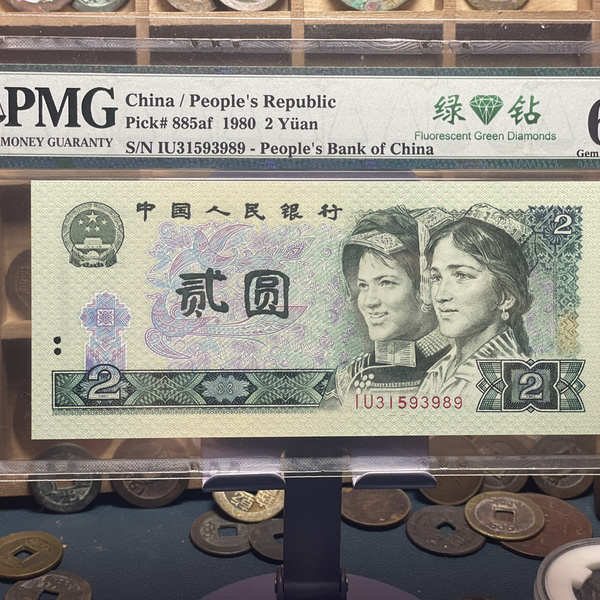 PMG
MONEY GUARANTY
China / People's Republic
Pick# 885af 1980 2 Yüan
S/N IU31593989 - People's Bank of China
绿 钻
Fluorescent Green Diamonds
6
Gem
中国人民银行
2
贰圆
2
2
IU31593989